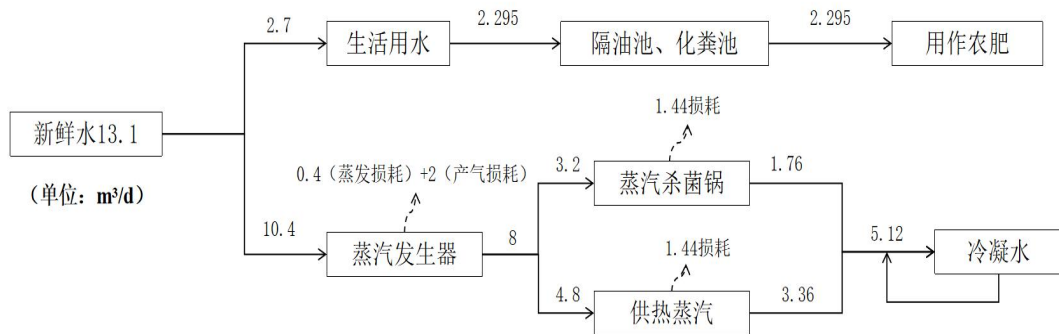 2.7
生活用水
2.295
隔油池、化粪池
2.295
用作农肥
新鲜水13.1
(单位: m³/d)
1.44损耗
0.4（蒸发损耗）+2（产气损耗）
3.2
蒸汽杀菌锅
1.76
10.4
蒸汽发生器
8
5.12
冷凝水
1.44损耗
4.8
供热蒸汽
3.36